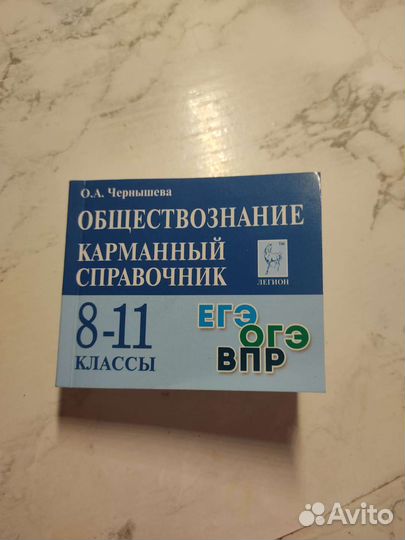 О.А. Чернышева
ОБЩЕСТВОЗНАНИЕ
КАРМАННЫЙ
СПРАВОЧНИК
ЛЕГИОН
8-11
КЛАССЫ
ЕГЭ
ОГЭ
ВПР
Avito